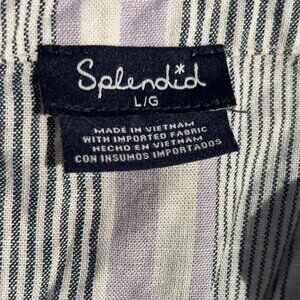 Splendid
L/G
MADE IN VIETNAM
WITH IMPORTED FABRIC
HECHO EN VIETNAM
CON INSUMOS IMPORTADOS